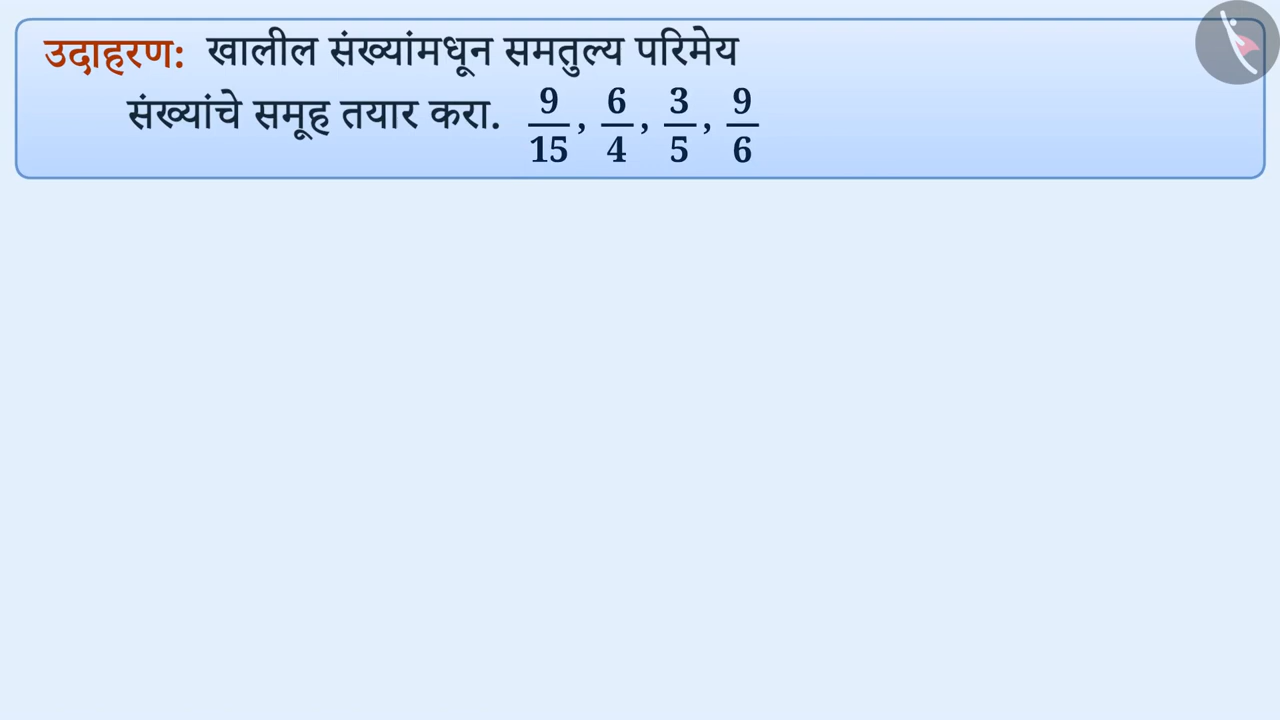 उदाहरण: खालील संख्यांमधून समतुल्य परिमेय
संख्यांचे समूह तयार करा. 9/15, 6/4, 3/5, 9/6